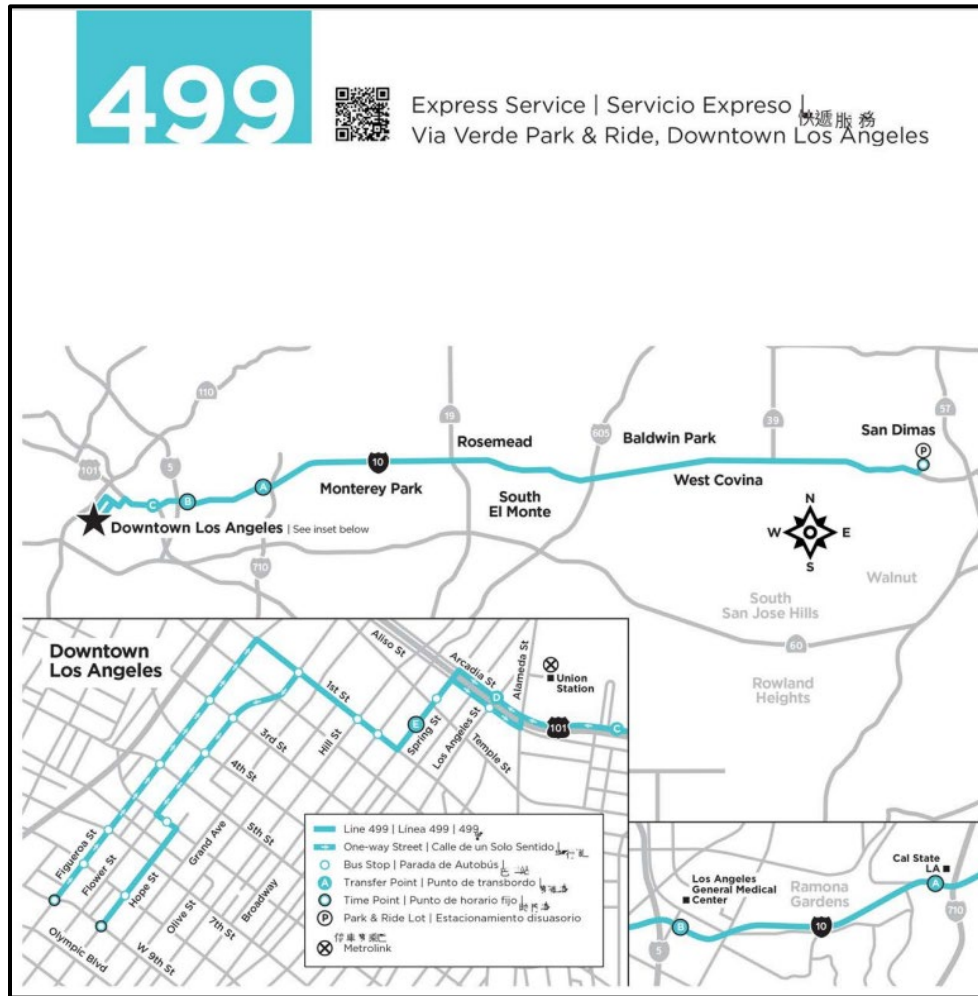 499
Express Service | Servicio Expreso | 快遞服務
Via Verde Park & Ride, Downtown Los Angeles
110
101
5
19
605
39
57
San Dimas
P
Rosemead
Baldwin Park
10
A
B
C
Monterey Park
West Covina
South
El Monte
Downtown Los Angeles | See inset below
710
N
W
E
S
Walnut
South
San Jose Hills
60
Rowland
Heights
Downtown
Los Angeles
Aliso St
Arcadia St
Alameda St
Union
Station
1st St
D
E
101
C
Hill St
Spring St
Los Angeles St
Temple St
3rd St
4th St
5th St
Grand Ave
Figueroa St
Flower St
Hope St
Olive St
7th St
Broadway
Olympic Blvd
W 9th St
Line 499 | Línea 499 | 499
One-way Street | Calle de un Solo Sentido |
Bus Stop | Parada de Autobús |
A Transfer Point | Punto de transbordo |
Time Point | Punto de horario fijo |
P Park & Ride Lot | Estacionamiento disuasorio
Metrolink
Cal State
LA
Los Angeles
General Medical
Center
Ramona
Gardens
A
B
5
10
710